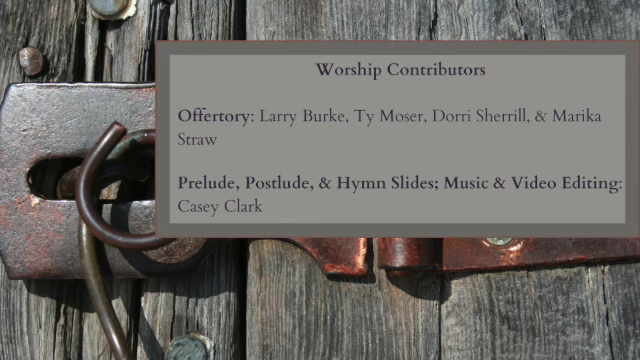 Worship Contributors
Offertory: Larry Burke, Ty Moser, Dorri Sherrill, & Marika
Straw
Prelude, Postlude, & Hymn Slides; Music & Video Editing:
Casey Clark